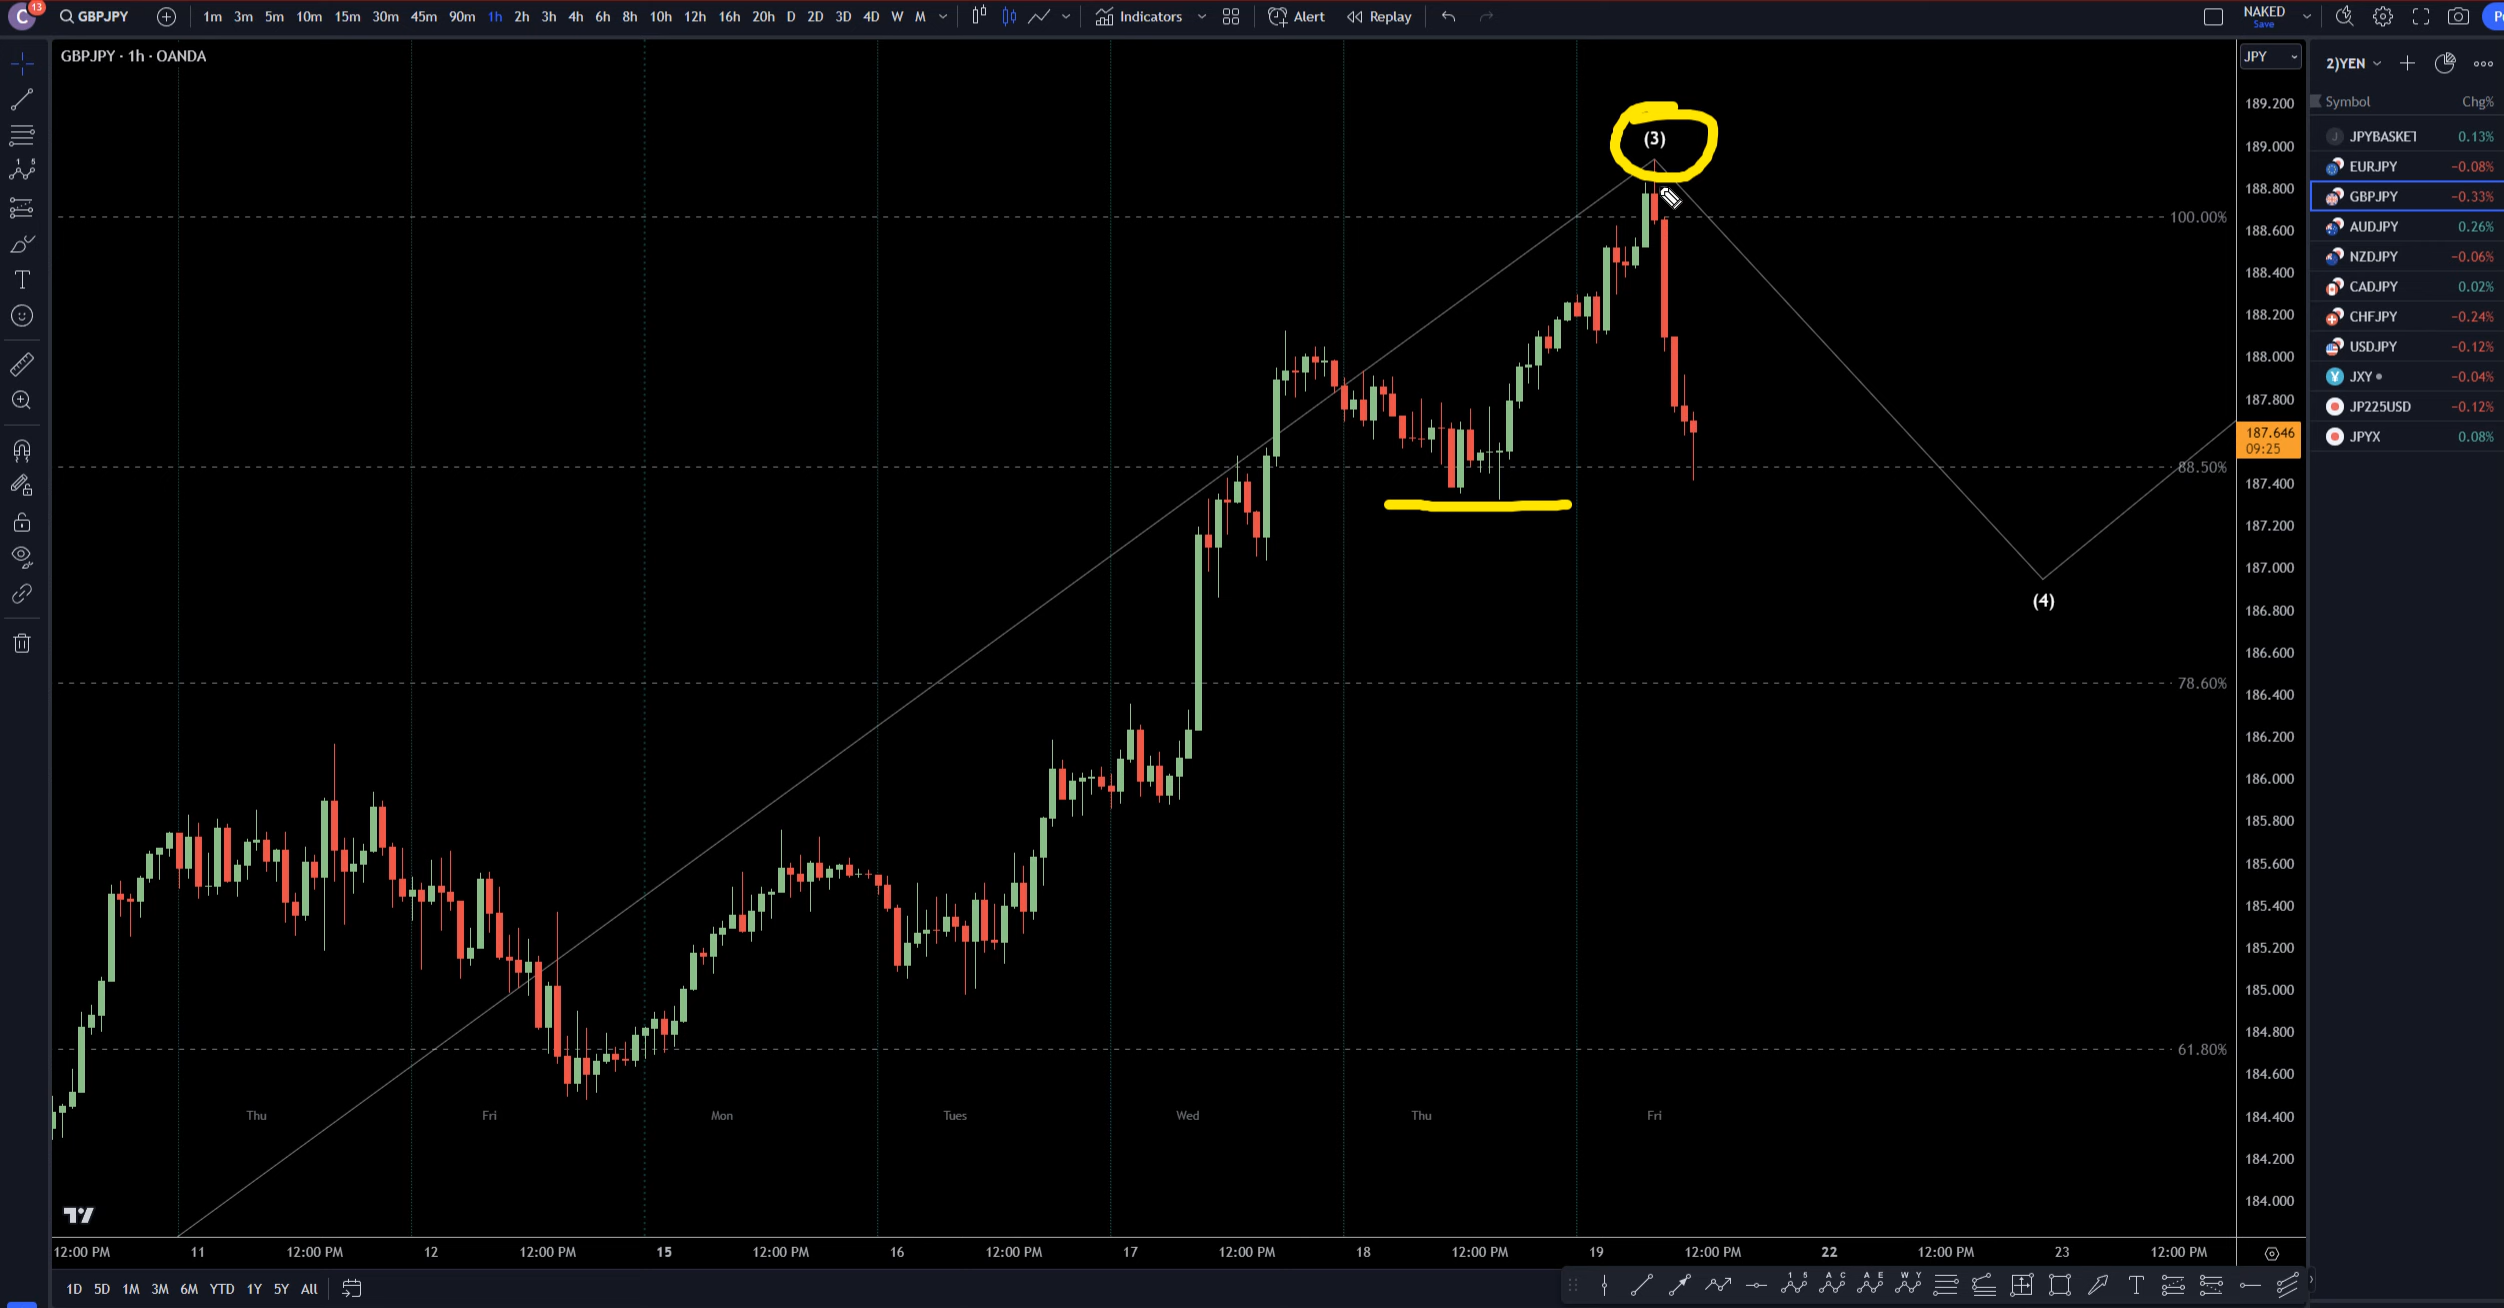 C 13 GBPJPY 1m 3m 5m 10m 15m 30m 45m 90m 1h 2h 3h 4h 6h 8h 10h 12h 16h 20h D 2D 3D 4D W M Indicators Alert Replay NAKED
Save
GBPJPY · 1h · OANDA
JPY
2)YEN
Symbol Chg%
JPYBASKET 0.13%
EURJPY −0.08%
GBPJPY −0.33%
AUDJPY 0.26%
NZDJPY −0.06%
CADJPY 0.02%
CHFJPY −0.24%
USDJPY −0.12%
JXY −0.04%
JP225USD −0.12%
JPYX 0.08%
189.200
189.000
188.800
188.600
188.400
188.200
188.000
187.800
187.646
09:25
187.400
187.200
187.000
186.800
186.600
186.400
186.200
186.000
185.800
185.600
185.400
185.200
185.000
184.800
184.600
184.400
184.200
184.000
(3)
100.00%
88.50%
(4)
78.60%
61.80%
Thu Fri Mon Tues Wed Thu Fri
12:00 PM 11 12:00 PM 12 12:00 PM 15 12:00 PM 16 12:00 PM 17 12:00 PM 18 12:00 PM 19 12:00 PM 22 12:00 PM 23 12:00 PM
1D 5D 1M 3M 6M YTD 1Y 5Y All